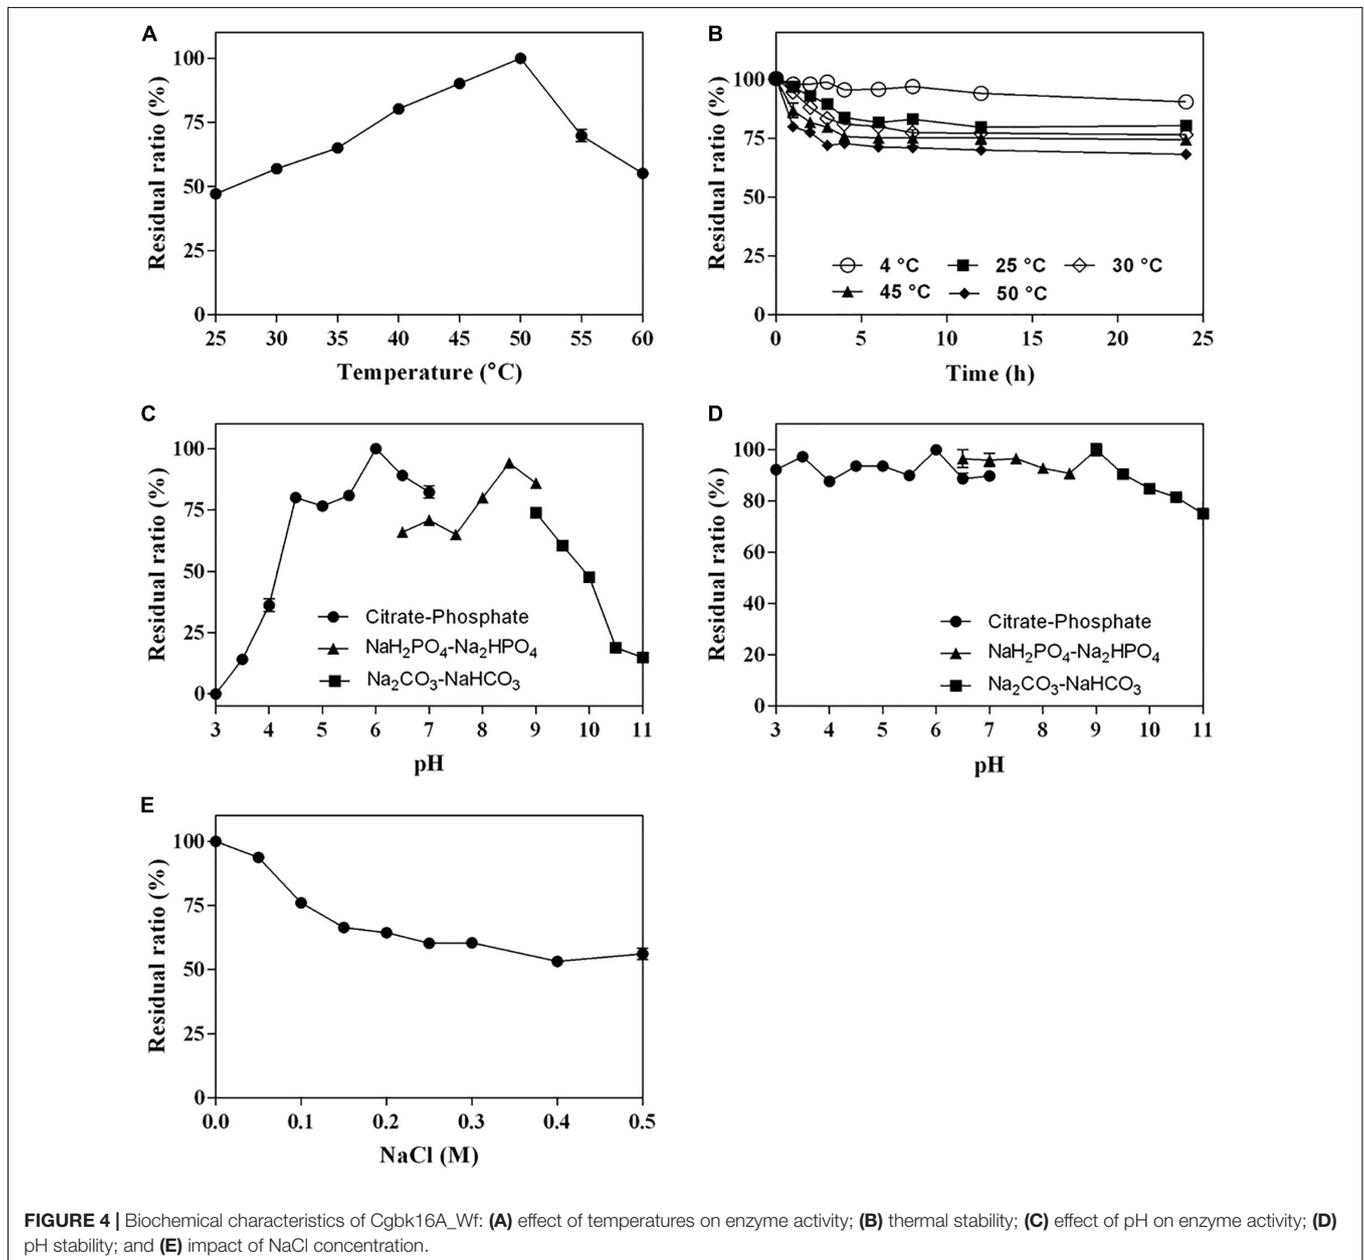 A
Residual ratio (%)
100
75
50
25
0
25 30 35 40 45 50 55 60
Temperature (°C)
B
Residual ratio (%)
100
75
50
25
0
4 °C 25 °C 30 °C
45 °C 50 °C
0 5 10 15 20 25
Time (h)
C
Residual ratio (%)
100
75
50
25
0
Citrate-Phosphate
NaH₂PO₄-Na₂HPO₄
Na₂CO₃-NaHCO₃
3 4 5 6 7 8 9 10 11
pH
D
Residual ratio (%)
100
80
60
40
20
0
Citrate-Phosphate
NaH₂PO₄-Na₂HPO₄
Na₂CO₃-NaHCO₃
3 4 5 6 7 8 9 10 11
pH
E
Residual ratio (%)
100
75
50
25
0
0.0 0.1 0.2 0.3 0.4 0.5
NaCl (M)
FIGURE 4 | Biochemical characteristics of Cgbk16A_Wf: (A) effect of temperatures on enzyme activity; (B) thermal stability; (C) effect of pH on enzyme activity; (D)
pH stability; and (E) impact of NaCl concentration.